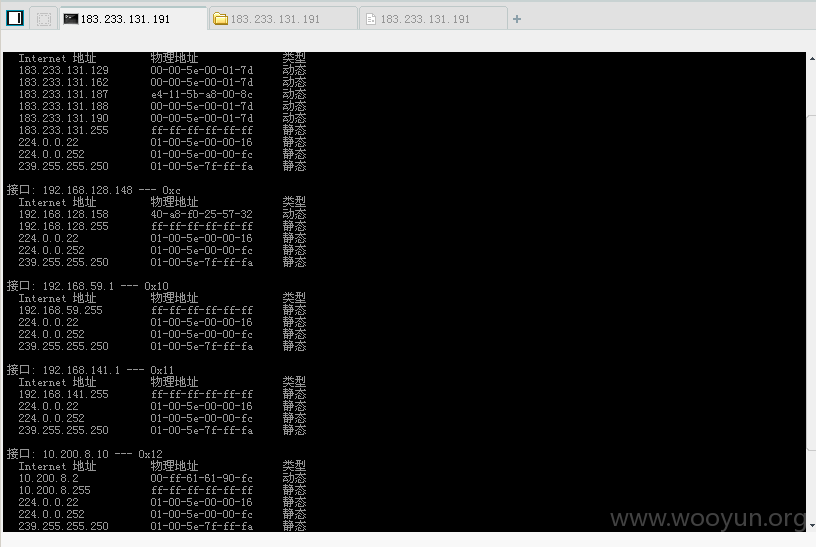 183.233.131.191 183.233.131.191 183.233.131.191
Internet 地址 物理地址 类型
183.233.131.129 00-00-5e-00-01-7d 动态
183.233.131.162 00-00-5e-00-01-7d 动态
183.233.131.187 e4-11-5b-a8-00-8c 动态
183.233.131.188 00-00-5e-00-01-7d 动态
183.233.131.190 00-00-5e-00-01-7d 动态
183.233.131.255 ff-ff-ff-ff-ff-ff 静态
224.0.0.22 01-00-5e-00-00-16 静态
224.0.0.252 01-00-5e-00-00-fc 静态
239.255.255.250 01-00-5e-7f-ff-fa 静态
接口: 192.168.128.148 --- 0xc
Internet 地址 物理地址 类型
192.168.128.158 40-a8-f0-25-57-32 动态
192.168.128.255 ff-ff-ff-ff-ff-ff 静态
224.0.0.22 01-00-5e-00-00-16 静态
224.0.0.252 01-00-5e-00-00-fc 静态
239.255.255.250 01-00-5e-7f-ff-fa 静态
接口: 192.168.59.1 --- 0x10
Internet 地址 物理地址 类型
192.168.59.255 ff-ff-ff-ff-ff-ff 静态
224.0.0.22 01-00-5e-00-00-16 静态
224.0.0.252 01-00-5e-00-00-fc 静态
239.255.255.250 01-00-5e-7f-ff-fa 静态
接口: 192.168.141.1 --- 0x11
Internet 地址 物理地址 类型
192.168.141.255 ff-ff-ff-ff-ff-ff 静态
224.0.0.22 01-00-5e-00-00-16 静态
224.0.0.252 01-00-5e-00-00-fc 静态
239.255.255.250 01-00-5e-7f-ff-fa 静态
接口: 10.200.8.10 --- 0x12
Internet 地址 物理地址 类型
10.200.8.2 00-ff-61-61-90-fc 动态
10.200.8.255 ff-ff-ff-ff-ff-ff 静态
224.0.0.22 01-00-5e-00-00-16 静态
224.0.0.252 01-00-5e-00-00-fc 静态
239.255.255.250 01-00-5e-7f-ff-fa 静态
www.wooyun.org